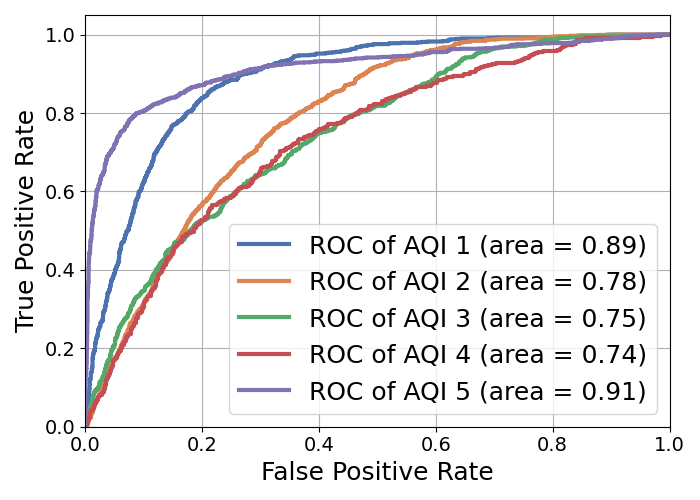 1.0
0.8
0.6
0.4
0.2
0.0
True Positive Rate
ROC of AQI 1 (area = 0.89)
ROC of AQI 2 (area = 0.78)
ROC of AQI 3 (area = 0.75)
ROC of AQI 4 (area = 0.74)
ROC of AQI 5 (area = 0.91)
0.0 0.2 0.4 0.6 0.8 1.0
False Positive Rate